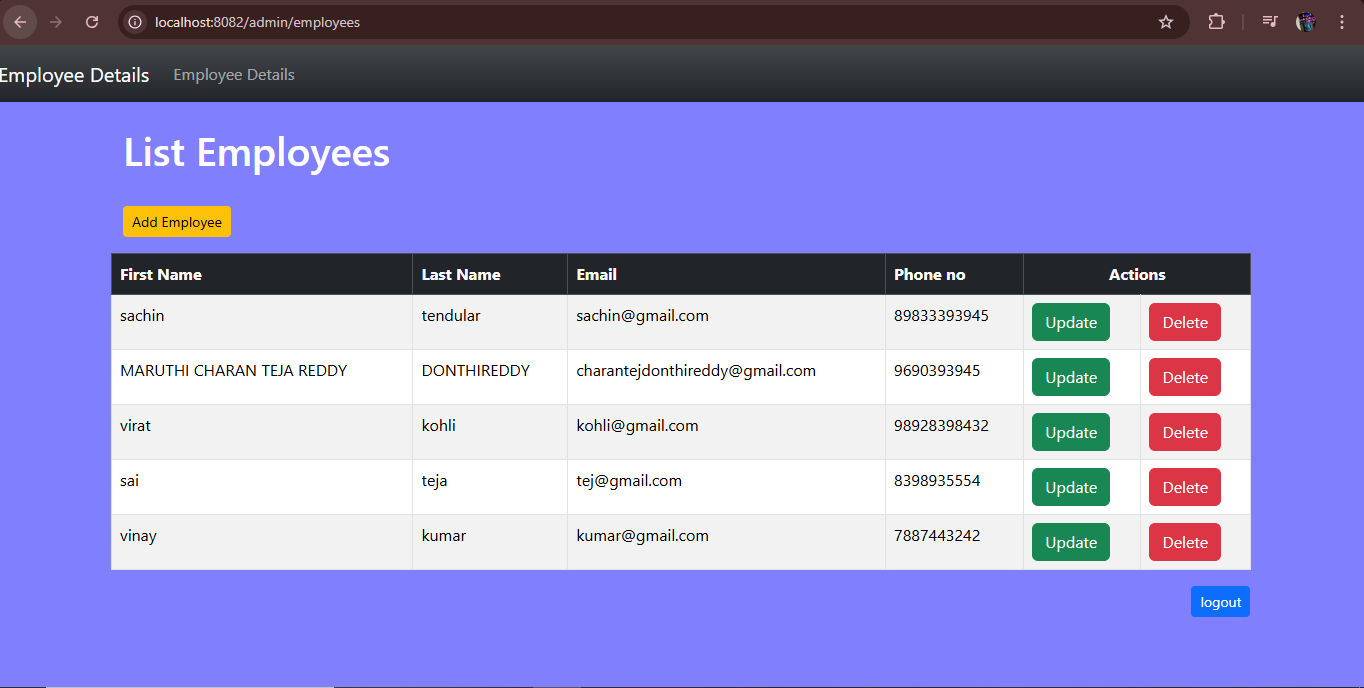 localhost:8082/admin/employees
Employee Details Employee Details
List Employees
Add Employee
First Name Last Name Email Phone no Actions
sachin tendular sachin@gmail.com 89833393945 Update Delete
MARUTHI CHARAN TEJA REDDY DONTHIREDDY charantejdonthireddy@gmail.com 9690393945 Update Delete
virat kohli kohli@gmail.com 98928398432 Update Delete
sai teja tej@gmail.com 8398935554 Update Delete
vinay kumar kumar@gmail.com 7887443242 Update Delete
logout